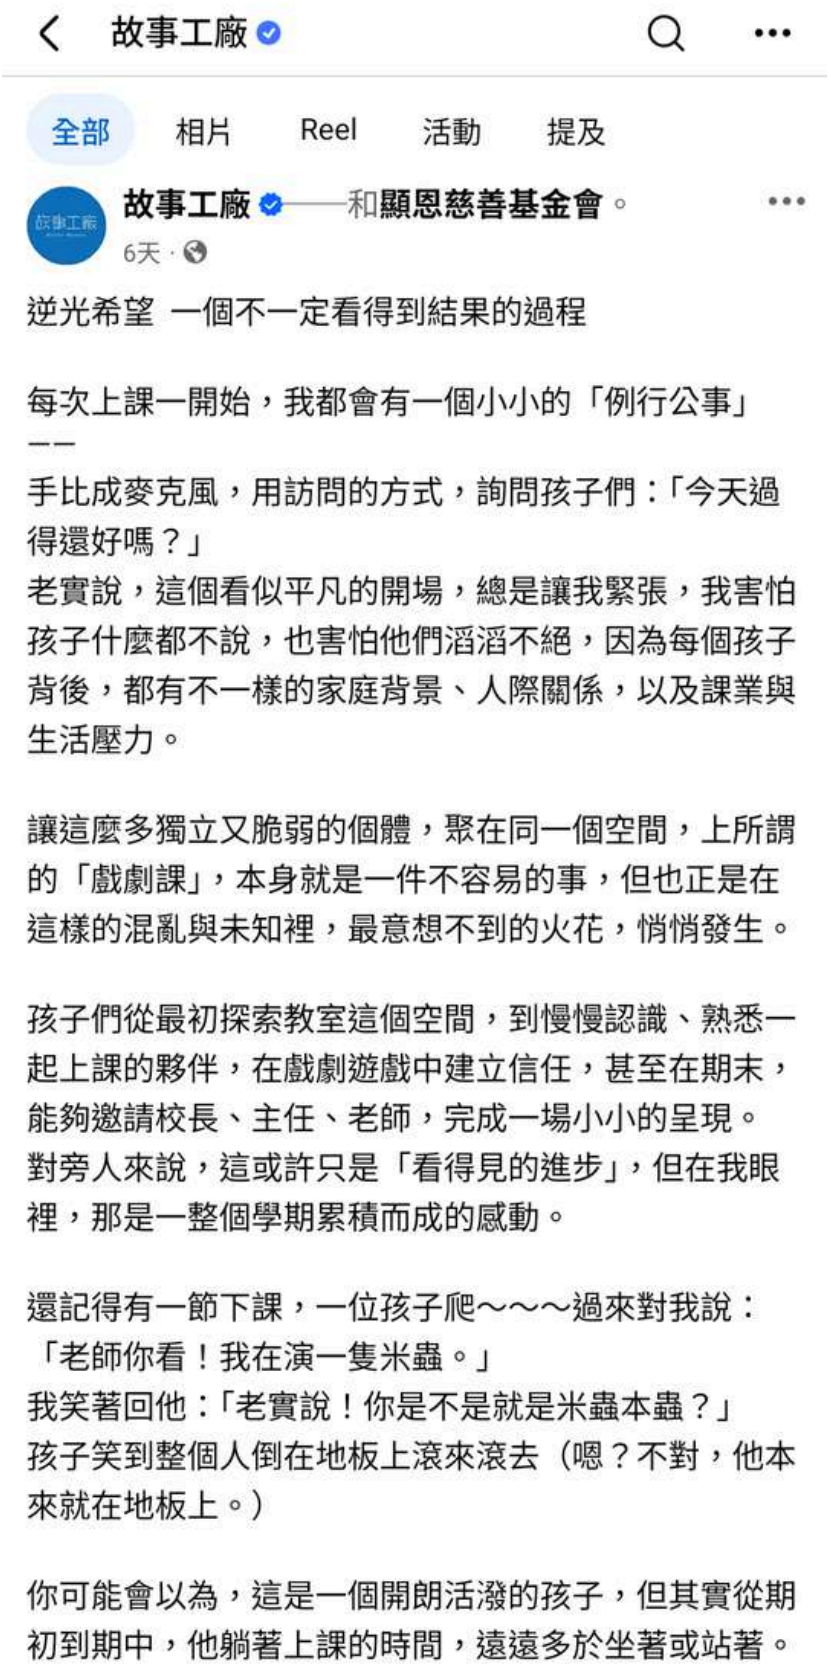 故事工廠
全部 相片 Reel 活動 提及
故事工廠
故事工廠——和顯恩慈善基金會。
6天 ·
逆光希望 一個不一定看得到結果的過程
每次上課一開始，我都會有一個小小的「例行公事」
——
手比成麥克風，用訪問的方式，詢問孩子們：「今天過
得還好嗎？」
老實說，這個看似平凡的開場，總是讓我緊張，我害怕
孩子什麼都不說，也害怕他們滔滔不絕，因為每個孩子
背後，都有不一樣的家庭背景、人際關係，以及課業與
生活壓力。
讓這麼多獨立又脆弱的個體，聚在同一個空間，上所謂
的「戲劇課」，本身就是一件不容易的事，但也正是在
這樣的混亂與未知裡，最意想不到的火花，悄悄發生。
孩子們從最初探索教室這個空間，到慢慢認識、熟悉一
起上課的夥伴，在戲劇遊戲中建立信任，甚至在期末，
能夠邀請校長、主任、老師，完成一場小小的呈現。
對旁人來說，這或許只是「看得見的進步」，但在我眼
裡，那是一整個學期累積而成的感動。
還記得有一節下課，一位孩子爬～～～過來對我說：
「老師你看！我在演一隻米蟲。」
我笑著回他：「老實說！你是不是就是米蟲本蟲？」
孩子笑到整個人倒在地板上滾來滾去（嗯？不對，他本
來就在地板上。）
你可能會以為，這是一個開朗活潑的孩子，但其實從期
初到期中，他躺著上課的時間，遠遠多於坐著或站著。